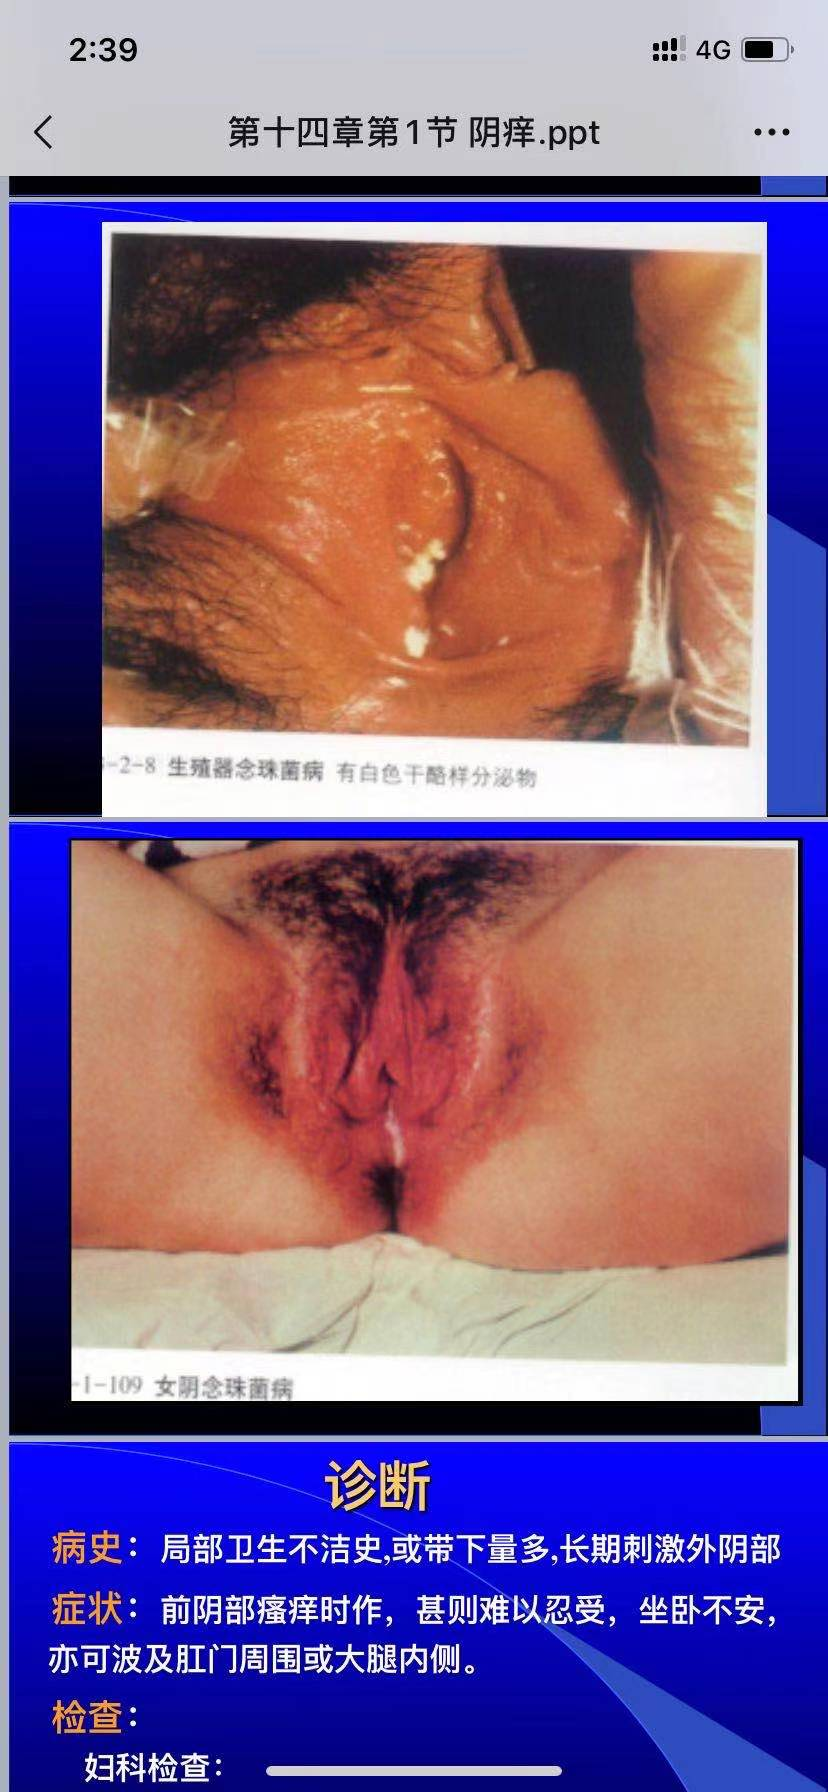 2:39
4G
第十四章第1节 阴痒.ppt
-2-8 生殖器念珠菌病 有白色干酪样分泌物
-1-109 女阴念珠菌病
诊断
病史：局部卫生不洁史,或带下量多,长期刺激外阴部
症状：前阴部瘙痒时作，甚则难以忍受，坐卧不安，
亦可波及肛门周围或大腿内侧。
检查：
妇科检查：